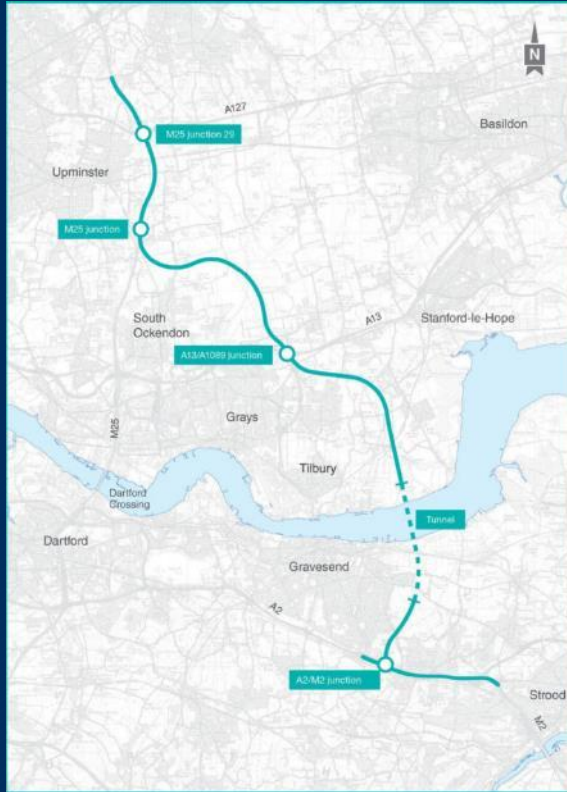 N
A127
Basildon
M25 junction 29
Upminster
M25 junction
South
Ockendon
A13
Stanford-le-Hope
A13/A1089 junction
Grays
M25
Tilbury
Dartford
Crossing
Tunnel
Dartford
Gravesend
A2
A2/M2 junction
Strood
M2